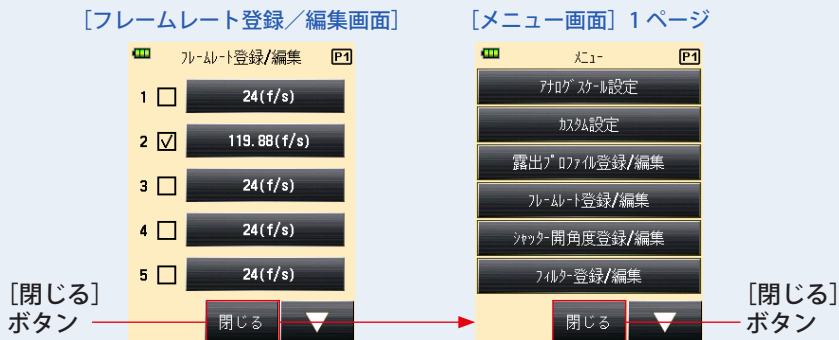 ［フレームレート登録／編集画面］
ﾌﾚｰﾑﾚｰﾄ登録/編集 P1
1 24(f/s)
2 119.88(f/s)
3 24(f/s)
4 24(f/s)
5 24(f/s)
閉じる
［閉じる］
ボタン
［メニュー画面］1 ページ
ﾒﾆｭｰ P1
ｱﾅﾛｸﾞｽｹｰﾙ設定
ｶｽﾀﾑ設定
露出ﾌﾟﾛﾌｧｲﾙ登録/編集
ﾌﾚｰﾑﾚｰﾄ登録/編集
ｼｬｯﾀｰ開角度登録/編集
ﾌｨﾙﾀｰ登録/編集
閉じる
［閉じる］
ボタン